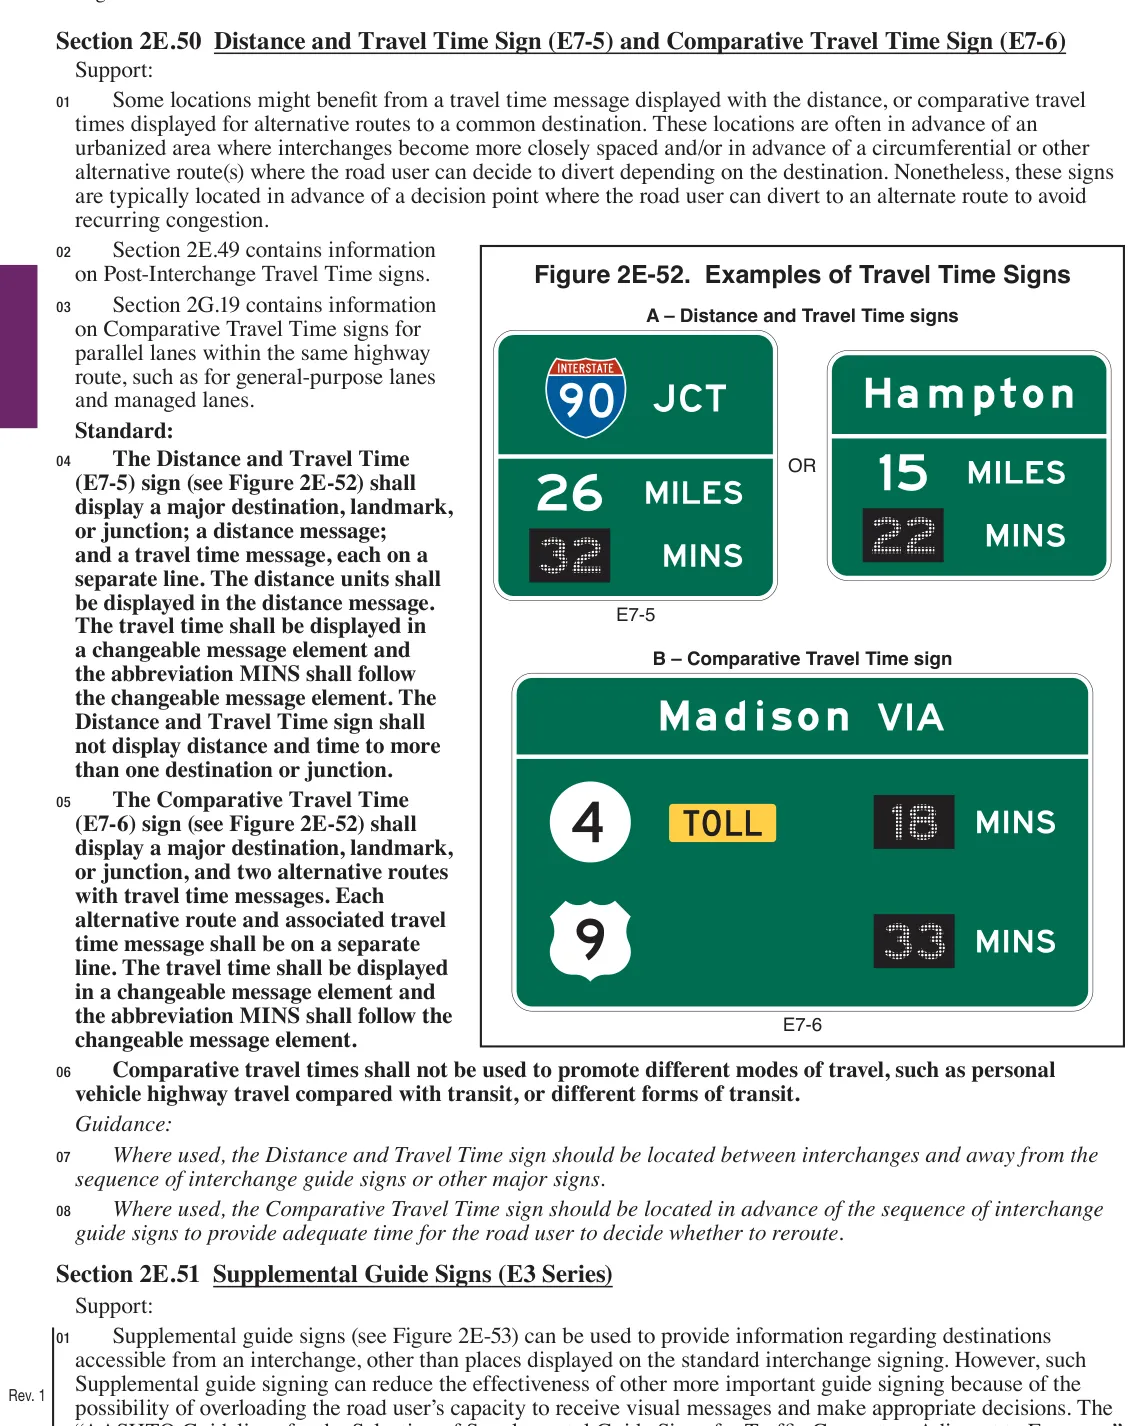 Section 2E.50 Distance and Travel Time Sign (E7-5) and Comparative Travel Time Sign (E7-6)
Support:
01 Some locations might benefit from a travel time message displayed with the distance, or comparative travel
times displayed for alternative routes to a common destination. These locations are often in advance of an
urbanized area where interchanges become more closely spaced and/or in advance of a circumferential or other
alternative route(s) where the road user can decide to divert depending on the destination. Nonetheless, these signs
are typically located in advance of a decision point where the road user can divert to an alternate route to avoid
recurring congestion.
02 Section 2E.49 contains information
on Post-Interchange Travel Time signs.
03 Section 2G.19 contains information
on Comparative Travel Time signs for
parallel lanes within the same highway
route, such as for general-purpose lanes
and managed lanes.
Standard:
04 The Distance and Travel Time
(E7-5) sign (see Figure 2E-52) shall
display a major destination, landmark,
or junction; a distance message;
and a travel time message, each on a
separate line. The distance units shall
be displayed in the distance message.
The travel time shall be displayed in
a changeable message element and
the abbreviation MINS shall follow
the changeable message element. The
Distance and Travel Time sign shall
not display distance and time to more
than one destination or junction.
05 The Comparative Travel Time
(E7-6) sign (see Figure 2E-52) shall
display a major destination, landmark,
or junction, and two alternative routes
with travel time messages. Each
alternative route and associated travel
time message shall be on a separate
line. The travel time shall be displayed
in a changeable message element and
the abbreviation MINS shall follow the
changeable message element.
Figure 2E-52. Examples of Travel Time Signs
A – Distance and Travel Time signs
INTERSTATE
90 JCT
26 MILES
32 MINS
E7-5
OR
Hampton
15 MILES
22 MINS
B – Comparative Travel Time sign
Madison VIA
4 TOLL 18 MINS
9 33 MINS
E7-6
06 Comparative travel times shall not be used to promote different modes of travel, such as personal
vehicle highway travel compared with transit, or different forms of transit.
Guidance:
07 Where used, the Distance and Travel Time sign should be located between interchanges and away from the
sequence of interchange guide signs or other major signs.
08 Where used, the Comparative Travel Time sign should be located in advance of the sequence of interchange
guide signs to provide adequate time for the road user to decide whether to reroute.
Section 2E.51 Supplemental Guide Signs (E3 Series)
Support:
01 Supplemental guide signs (see Figure 2E-53) can be used to provide information regarding destinations
accessible from an interchange, other than places displayed on the standard interchange signing. However, such
Supplemental guide signing can reduce the effectiveness of other more important guide signing because of the
Rev. 1
possibility of overloading the road user's capacity to receive visual messages and make appropriate decisions. The